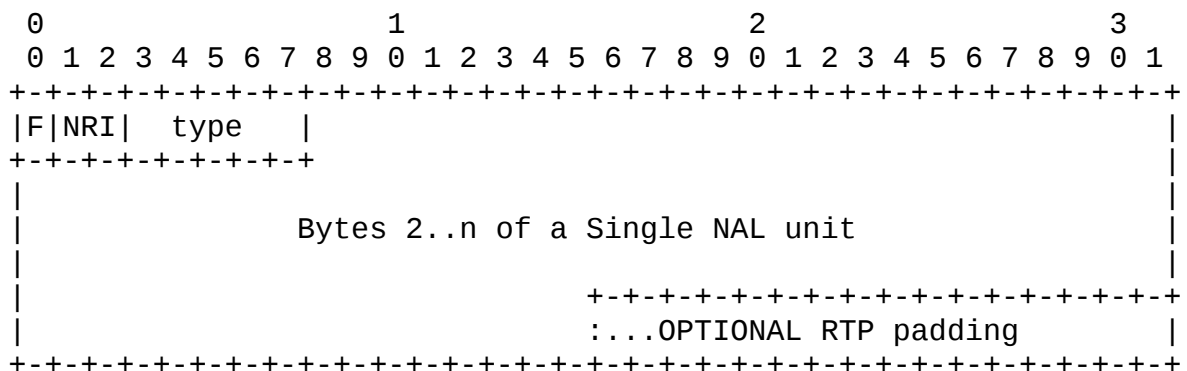 0                   1                   2                   3
 0 1 2 3 4 5 6 7 8 9 0 1 2 3 4 5 6 7 8 9 0 1 2 3 4 5 6 7 8 9 0 1
+-+-+-+-+-+-+-+-+-+-+-+-+-+-+-+-+-+-+-+-+-+-+-+-+-+-+-+-+-+-+-+-+
|F|NRI|  type   |                                               |
+-+-+-+-+-+-+-+-+                                               |
|                                                               |
|               Bytes 2..n of a Single NAL unit                 |
|                                                               |
|                               +-+-+-+-+-+-+-+-+-+-+-+-+-+-+-+-+
|                               :...OPTIONAL RTP padding        |
+-+-+-+-+-+-+-+-+-+-+-+-+-+-+-+-+-+-+-+-+-+-+-+-+-+-+-+-+-+-+-+-+